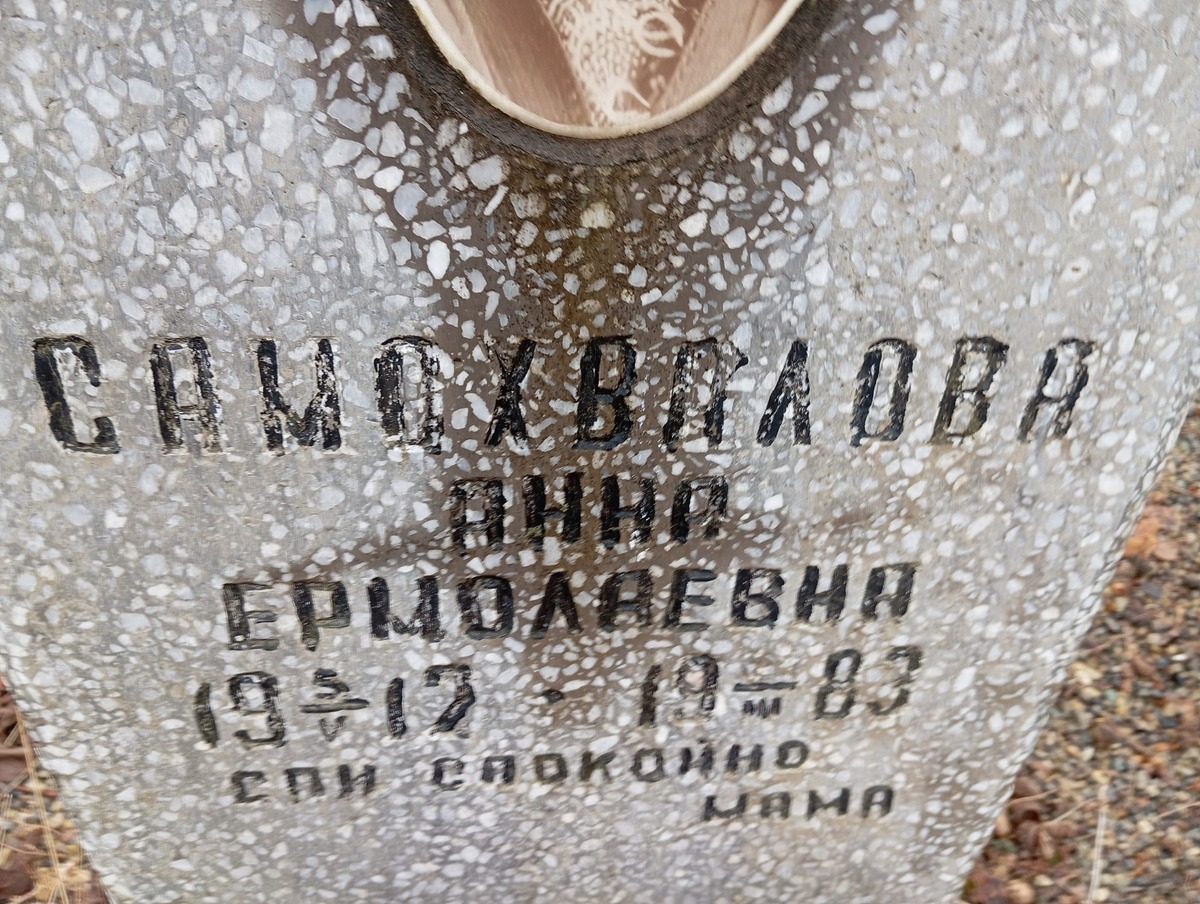 САМОХВАЛОВА
АННА
ЕРМОЛАЕВНА
19 5/V 12 · 19 —/III 83
СПИ СПОКОЙНО
МАМА